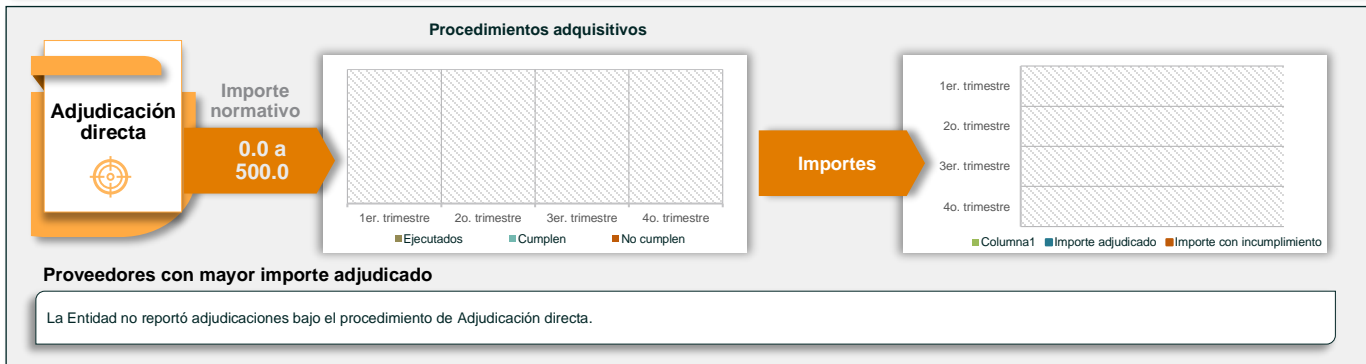 Procedimientos adquisitivos
Adjudicación
directa
Importe
normativo
0.0 a
500.0
1er. trimestre 2o. trimestre 3er. trimestre 4o. trimestre
Ejecutados Cumplen No cumplen
Importes
1er. trimestre
2o. trimestre
3er. trimestre
4o. trimestre
Columna1 Importe adjudicado Importe con incumplimiento
Proveedores con mayor importe adjudicado
La Entidad no reportó adjudicaciones bajo el procedimiento de Adjudicación directa.